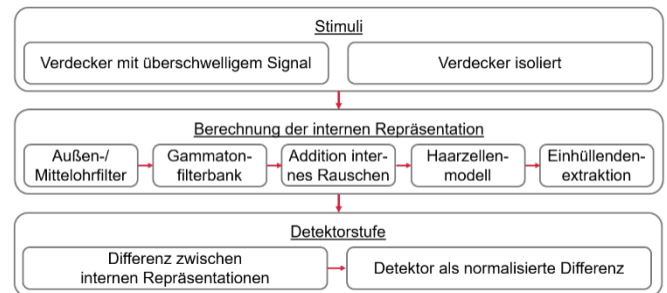 Stimuli
Verdecker mit überschwelligem Signal
Verdecker isoliert
Berechnung der internen Repräsentation
Außen-/
Mittelohrfilter
Gammaton-
filterbank
Addition inter-
nes Rauschen
Haarzellen-
modell
Einhüllenden-
extraktion
Detektorstufe
Differenz zwischen
internen Repräsentationen
Detektor als normalisierte Differenz